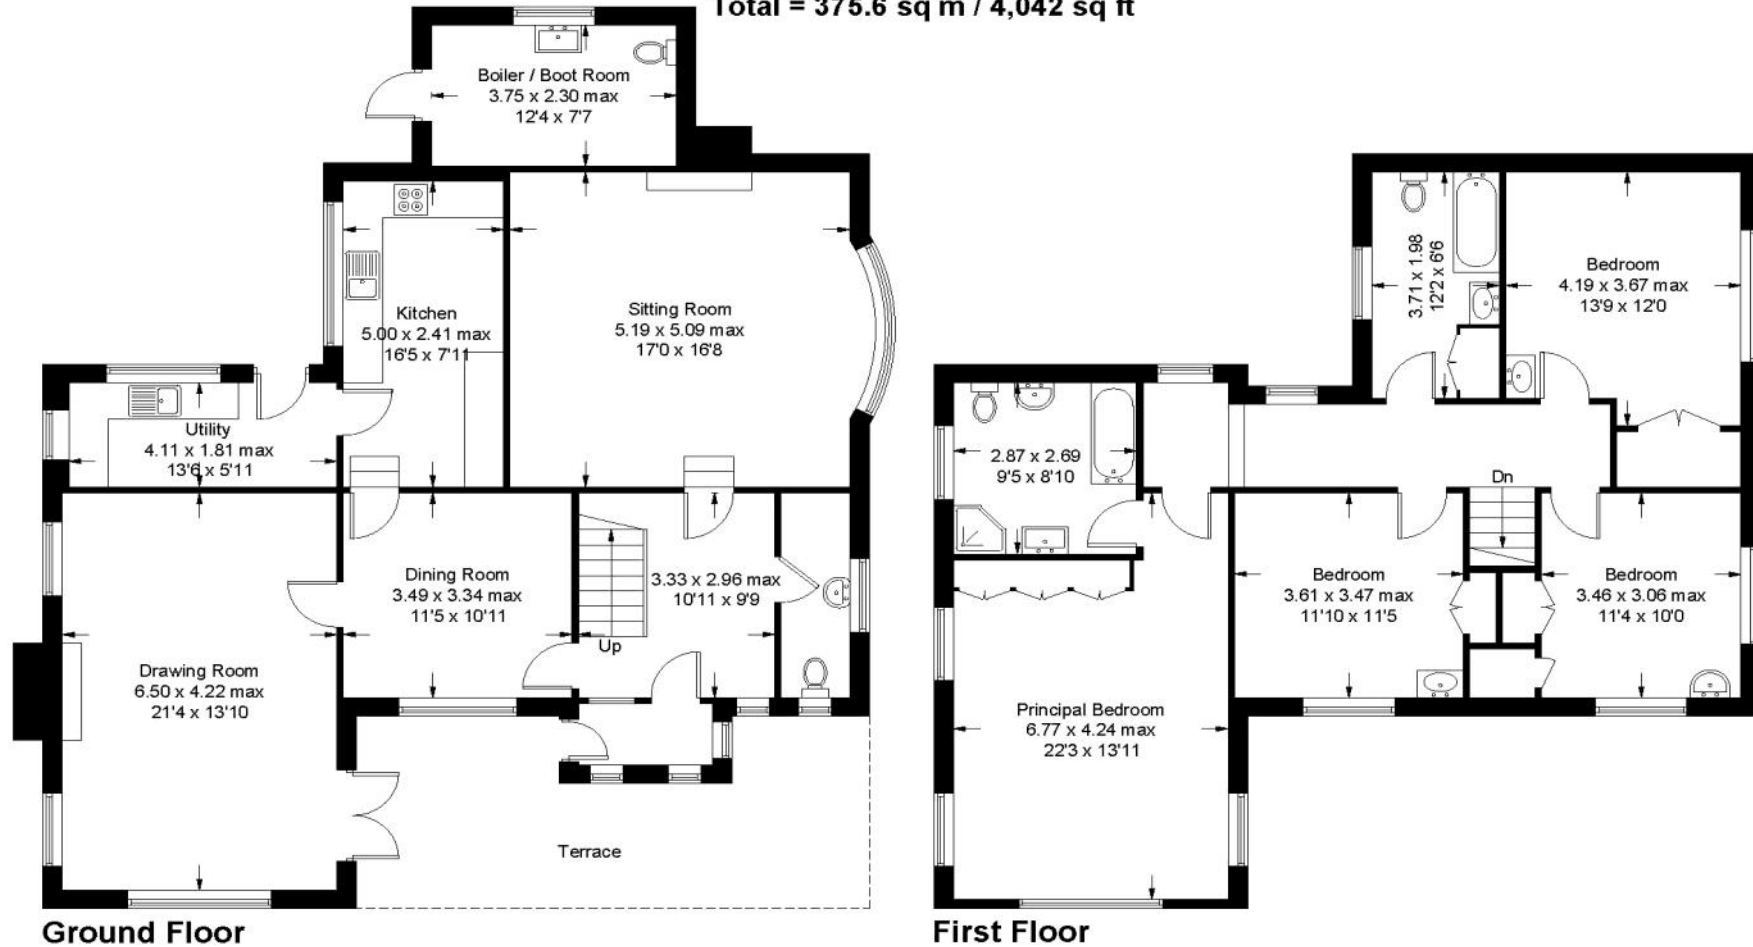 Total = 375.6 sq m / 4,042 sq ft
Boiler / Boot Room
3.75 x 2.30 max
12'4 x 7'7
Kitchen
5.00 x 2.41 max
16'5 x 7'11
Sitting Room
5.19 x 5.09 max
17'0 x 16'8
Utility
4.11 x 1.81 max
13'6 x 5'11
Dining Room
3.49 x 3.34 max
11'5 x 10'11
3.33 x 2.96 max
10'11 x 9'9
Up
Drawing Room
6.50 x 4.22 max
21'4 x 13'10
Terrace
Ground Floor
3.71 x 1.98
12'2 x 6'6
Bedroom
4.19 x 3.67 max
13'9 x 12'0
2.87 x 2.69
9'5 x 8'10
Dn
Bedroom
3.61 x 3.47 max
11'10 x 11'5
Bedroom
3.46 x 3.06 max
11'4 x 10'0
Principal Bedroom
6.77 x 4.24 max
22'3 x 13'11
First Floor